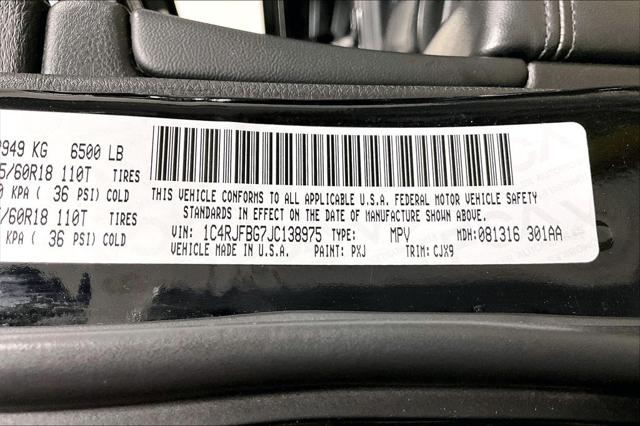 949 KG 6500 LB
5/60R18 110T TIRES
0 KPA ( 36 PSI) COLD
/60R18 110T TIRES
KPA ( 36 PSI) COLD
THIS VEHICLE CONFORMS TO ALL APPLICABLE U.S.A. FEDERAL MOTOR VEHICLE SAFETY
STANDARDS IN EFFECT ON THE DATE OF MANUFACTURE SHOWN ABOVE.
VIN: 1C4RJFBG7JC138975 TYPE: MPV MDH: 081316 301AA
VEHICLE MADE IN U.S.A. PAINT: PXJ TRIM: CJX9